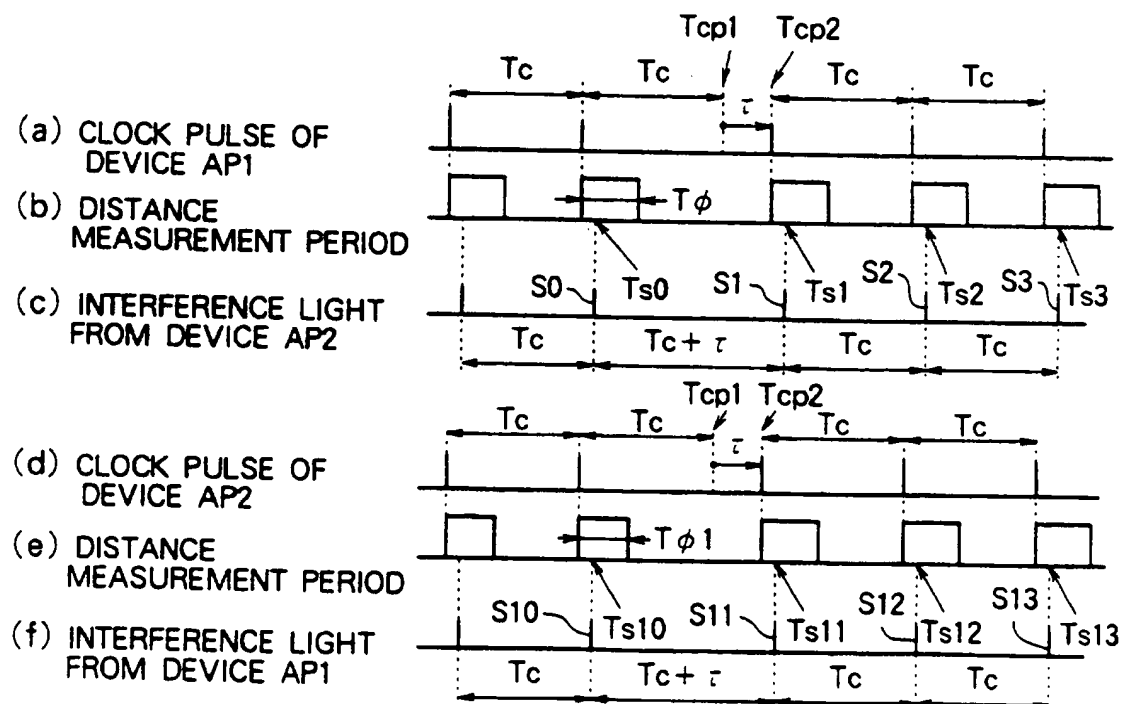 Tcp1 Tcp2
Tc Tc Tc Tc
τ
(a) CLOCK PULSE OF
DEVICE AP1
(b) DISTANCE
MEASUREMENT PERIOD
Tφ
S0 Ts0 S1 Ts1 S2 Ts2 S3 Ts3
(c) INTERFERENCE LIGHT
FROM DEVICE AP2
Tc Tc+τ Tc Tc
Tcp1 Tcp2
Tc Tc Tc Tc
τ
(d) CLOCK PULSE OF
DEVICE AP2
(e) DISTANCE
MEASUREMENT PERIOD
Tφ1
S10 Ts10 S11 Ts11 S12 Ts12 S13 Ts13
(f) INTERFERENCE LIGHT
FROM DEVICE AP1
Tc Tc+τ Tc Tc